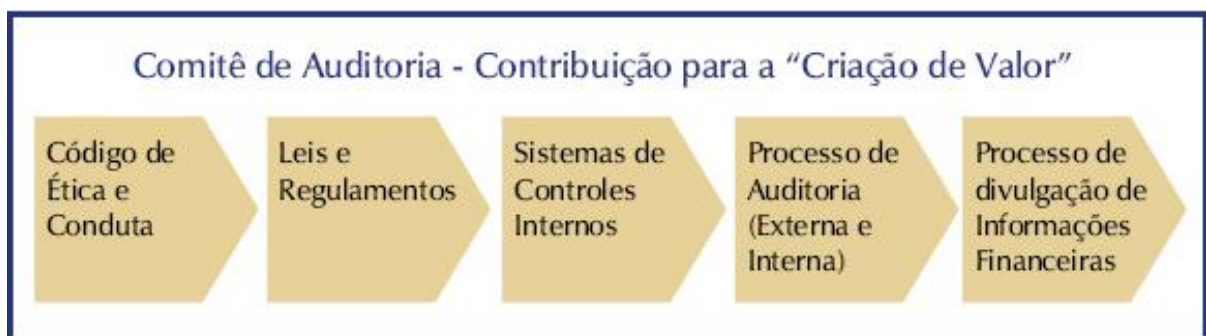 Comitê de Auditoria - Contribuição para a “Criação de Valor”
Código de
Ética e
Conduta
Leis e
Regulamentos
Sistemas de
Controles
Internos
Processo de
Auditoria
(Externa e
Interna)
Processo de
divulgação de
Informações
Financeiras